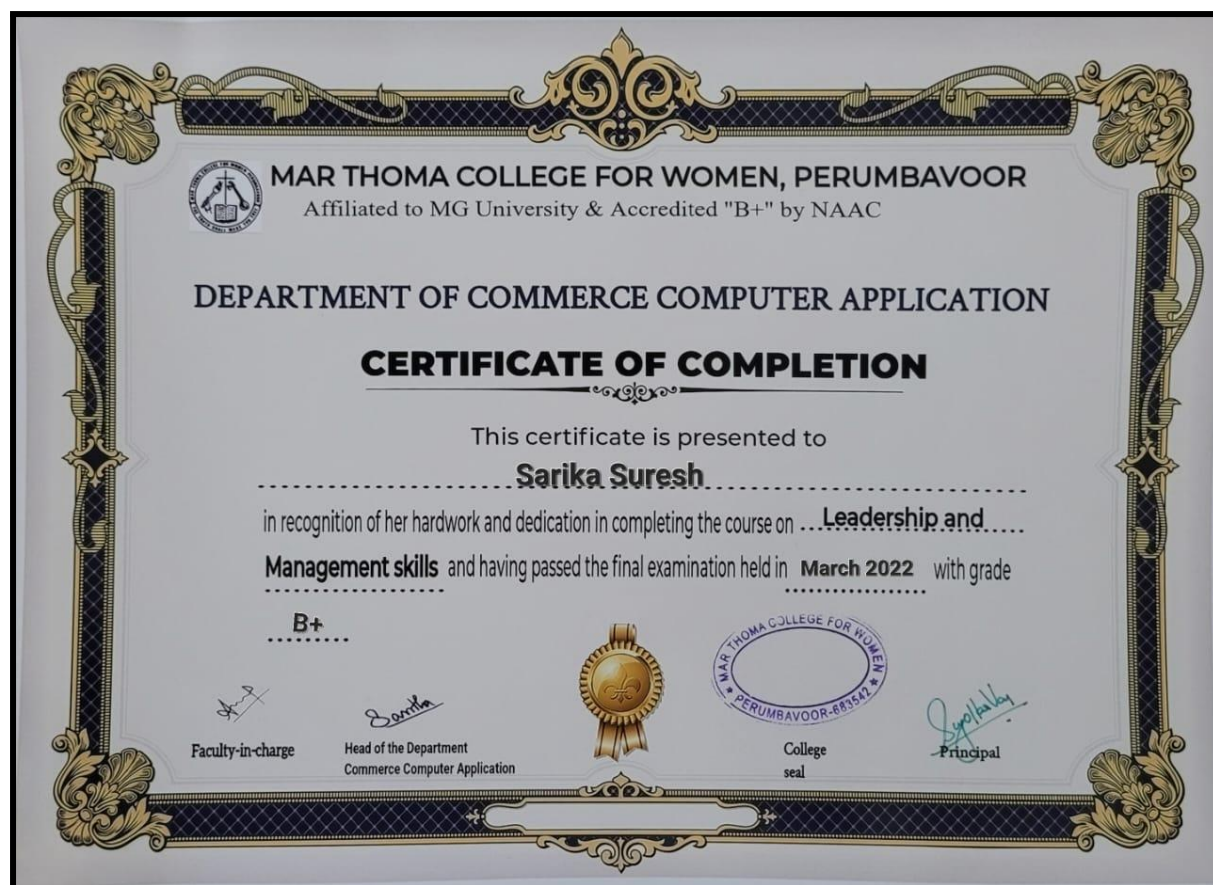 MAR THOMA COLLEGE FOR WOMEN, PERUMBAVOOR
Affiliated to MG University & Accredited "B+" by NAAC
DEPARTMENT OF COMMERCE COMPUTER APPLICATION
CERTIFICATE OF COMPLETION
This certificate is presented to
Sarika Suresh
in recognition of her hardwork and dedication in completing the course on Leadership and
Management skills and having passed the final examination held in March 2022 with grade
B+
MAR THOMA COLLEGE FOR WOMEN
PERUMBAVOOR-683542
Faculty-in-charge
Head of the Department
Commerce Computer Application
College
seal
Principal